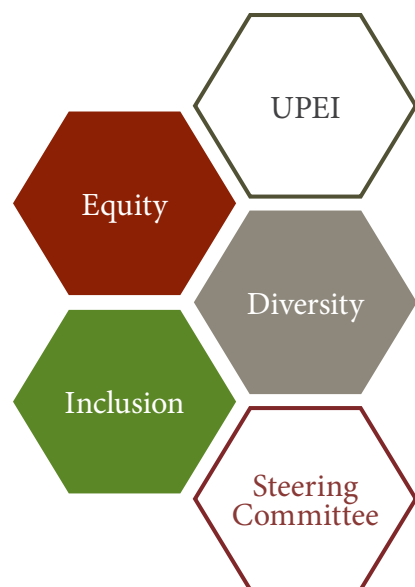 UPEI
Equity
Diversity
Inclusion
Steering
Committee